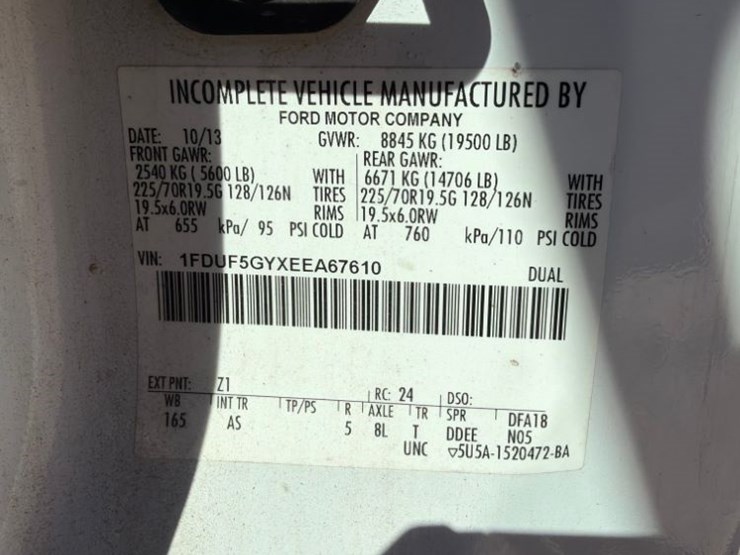 INCOMPLETE VEHICLE MANUFACTURED BY
FORD MOTOR COMPANY
DATE: 10/13 GVWR: 8845 KG (19500 LB)
FRONT GAWR: REAR GAWR:
2540 KG ( 5600 LB) WITH 6671 KG (14706 LB) WITH
225/70R19.5G 128/126N TIRES 225/70R19.5G 128/126N TIRES
19.5x6.0RW RIMS 19.5x6.0RW RIMS
AT 655 kPa/ 95 PSI COLD AT 760 kPa/110 PSI COLD
VIN: 1FDUF5GYXEEA67610 DUAL
EXT PNT: Z1 RC: 24 DSO:
WB INT TR TP/PS R AXLE TR SPR DFA18
165 AS 5 8L T DDEE N05
UNC ▽5U5A-1520472-BA